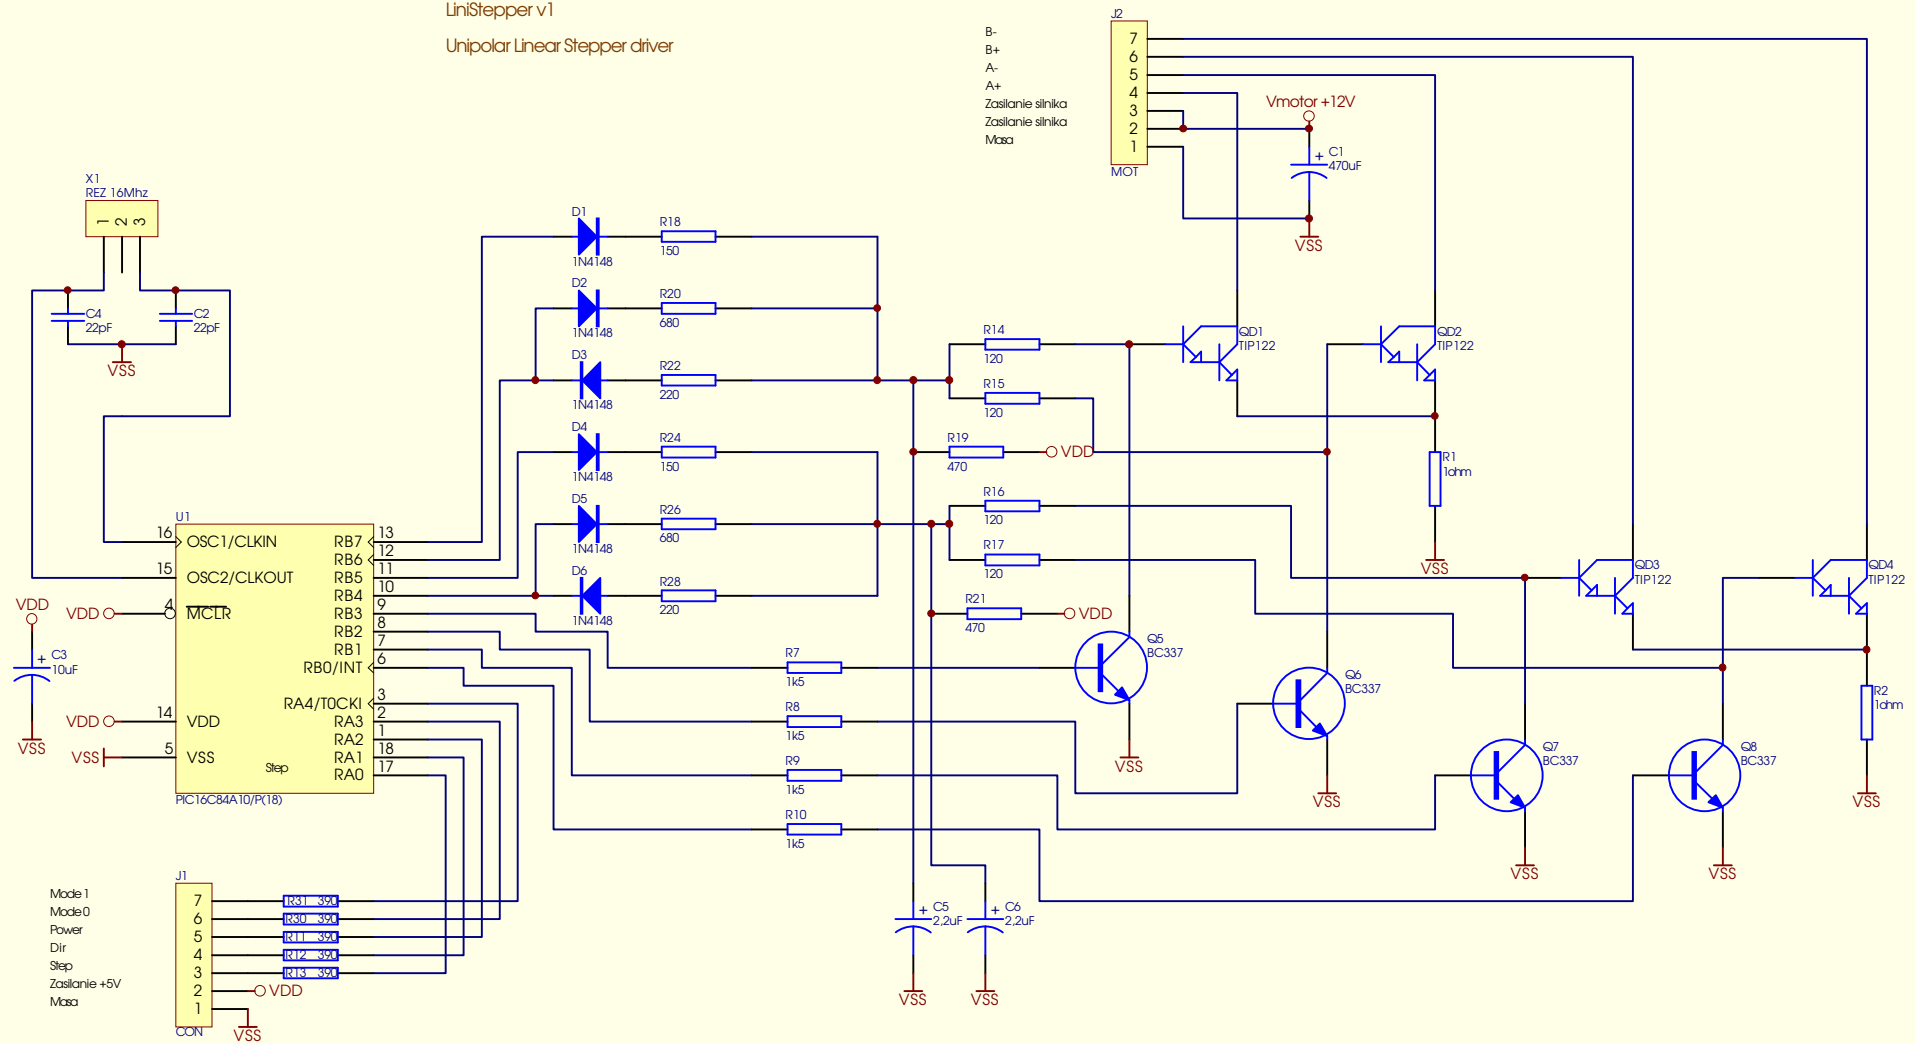 LiniStepper v1
Unipolar Linear Stepper driver
J2
B-
B+
A-
A+
Zasilanie silnika
Zasilanie silnika
Masa
7
6
5
4
3
2
1
MOT
Vmotor +12V
C1
470uF
VSS
X1
REZ 16Mhz
1
2
3
C4
22pF
C2
22pF
VSS
D1
1N4148
R18
150
D2
1N4148
R20
680
D3
1N4148
R22
220
D4
1N4148
R24
150
D5
1N4148
R26
680
D6
1N4148
R28
220
R14
120
R15
120
R19
470
VDD
R16
120
R17
120
R21
470
VDD
QD1
TIP122
QD2
TIP122
R1
1ohm
VSS
QD3
TIP122
QD4
TIP122
R2
1ohm
VSS
U1
16
OSC1/CLKIN
15
OSC2/CLKOUT
VDD
4
MCLR
VDD
14
VDD
VSS
5
VSS
RB7
13
RB6
12
RB5
11
RB4
10
RB3
9
RB2
8
RB1
7
RB0/INT
6
RA4/T0CKI
3
RA3
2
RA2
1
RA1
18
RA0
17
Step
PIC16C84A10/P(18)
VDD
C3
10uF
VSS
R7
1k5
R8
1k5
R9
1k5
R10
1k5
Q5
BC337
VSS
Q6
BC337
VSS
Q7
BC337
VSS
Q8
BC337
VSS
C5
2,2uF
VSS
C6
2,2uF
VSS
J1
Mode 1
Mode 0
Power
Dir
Step
Zasilanie +5V
Masa
7
6
5
4
3
2
1
CON
R31 390
R30 390
R11 390
R12 390
R13 390
VDD
VSS